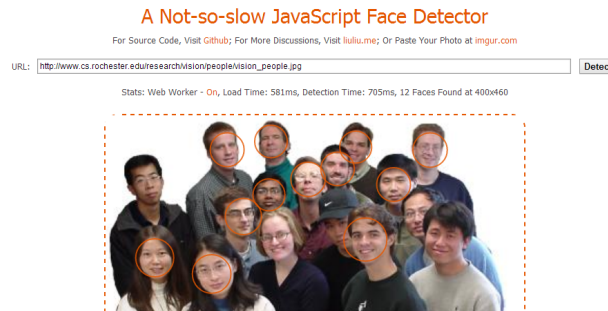 A Not-so-slow JavaScript Face Detector
For Source Code, Visit Github; For More Discussions, Visit liuliu.me; Or Paste Your Photo at imgur.com
URL: http://www.cs.rochester.edu/research/vision/people/vision_people.jpg Detec
Stats: Web Worker - On, Load Time: 581ms, Detection Time: 705ms, 12 Faces Found at 400x460